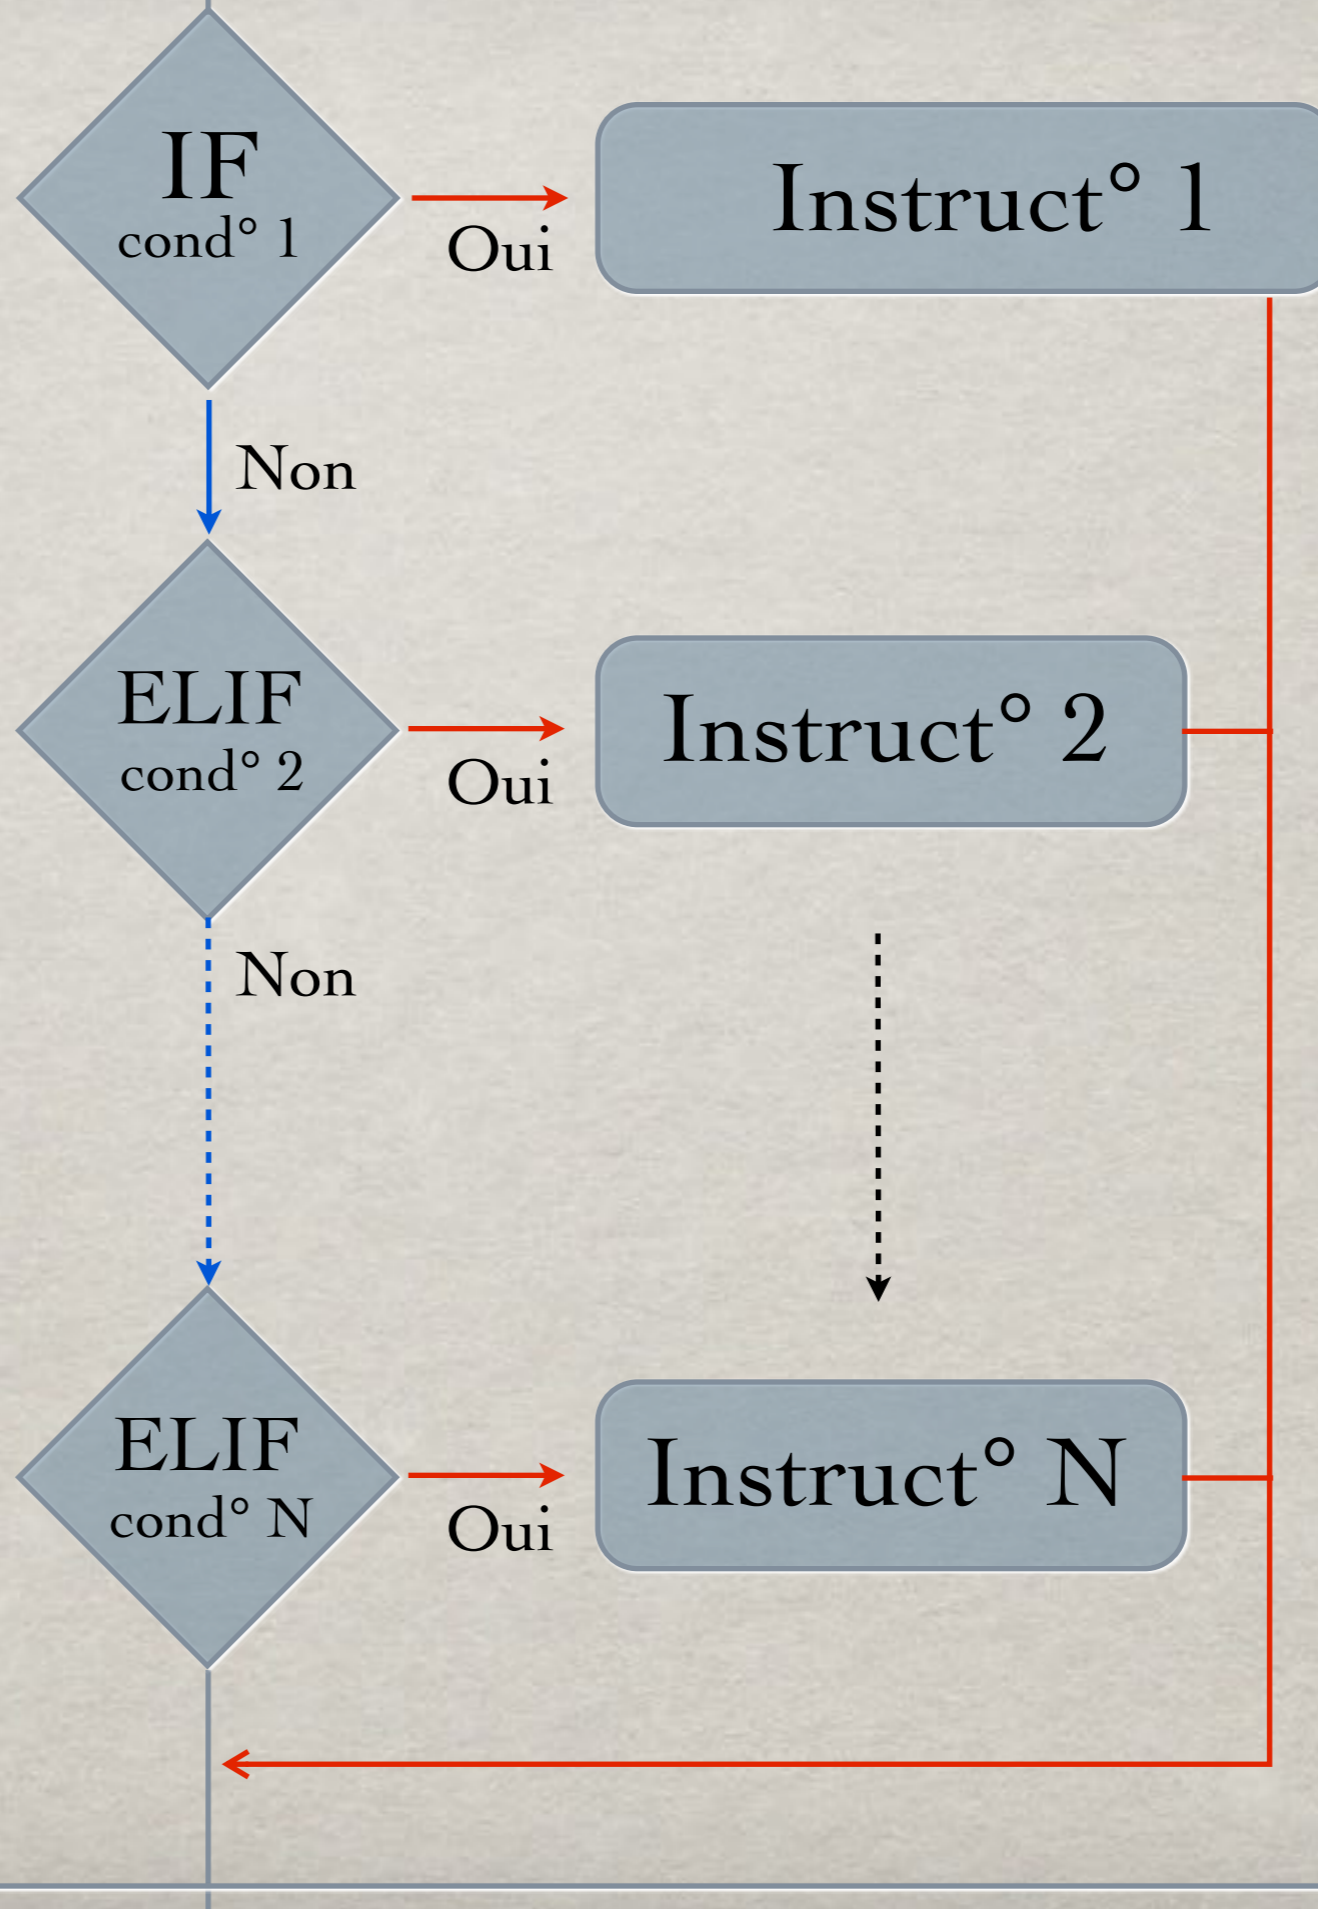 IF
cond° 1
Oui
Instruct° 1
Non
ELIF
cond° 2
Oui
Instruct° 2
Non
ELIF
cond° N
Oui
Instruct° N